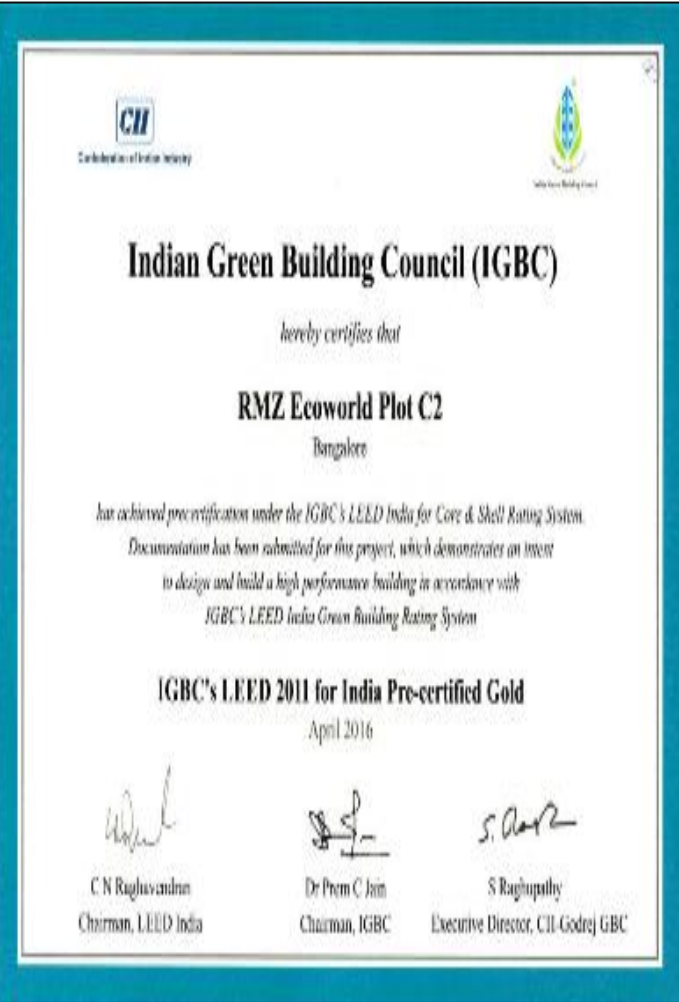 CII
Confederation of Indian Industry
Indian Green Building Council
Indian Green Building Council (IGBC)
hereby certifies that
RMZ Ecoworld Plot C2
Bangalore
has achieved precertification under the IGBC's LEED India for Core & Shell Rating System.
Documentation has been submitted for this project, which demonstrates an intent
to design and build a high performance building in accordance with
IGBC's LEED India Green Building Rating System
IGBC's LEED 2011 for India Pre-certified Gold
April 2016
S. 
C N Raghavendran
Dr Prem C Jain
S Raghupathy
Chairman, LEED India
Chairman, IGBC
Executive Director, CII-Godrej GBC